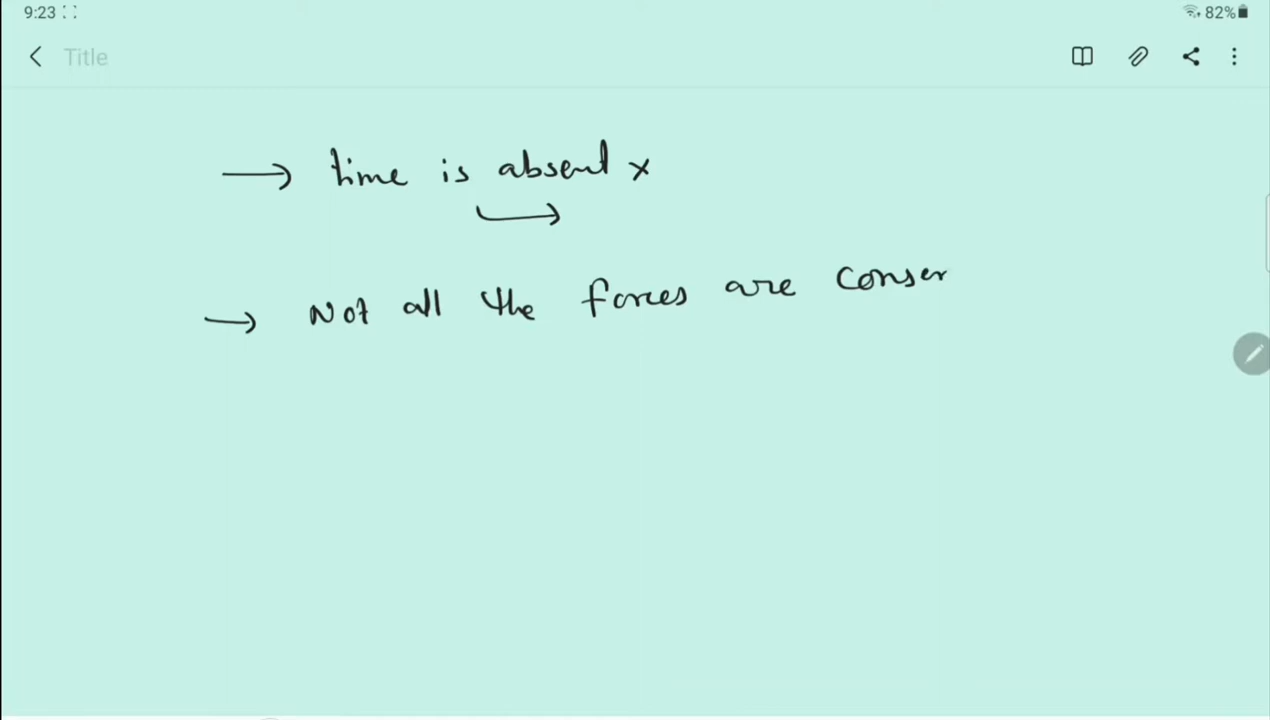 9:23 82%
Title
→ time is absent ×
→ Not all the forces are conser